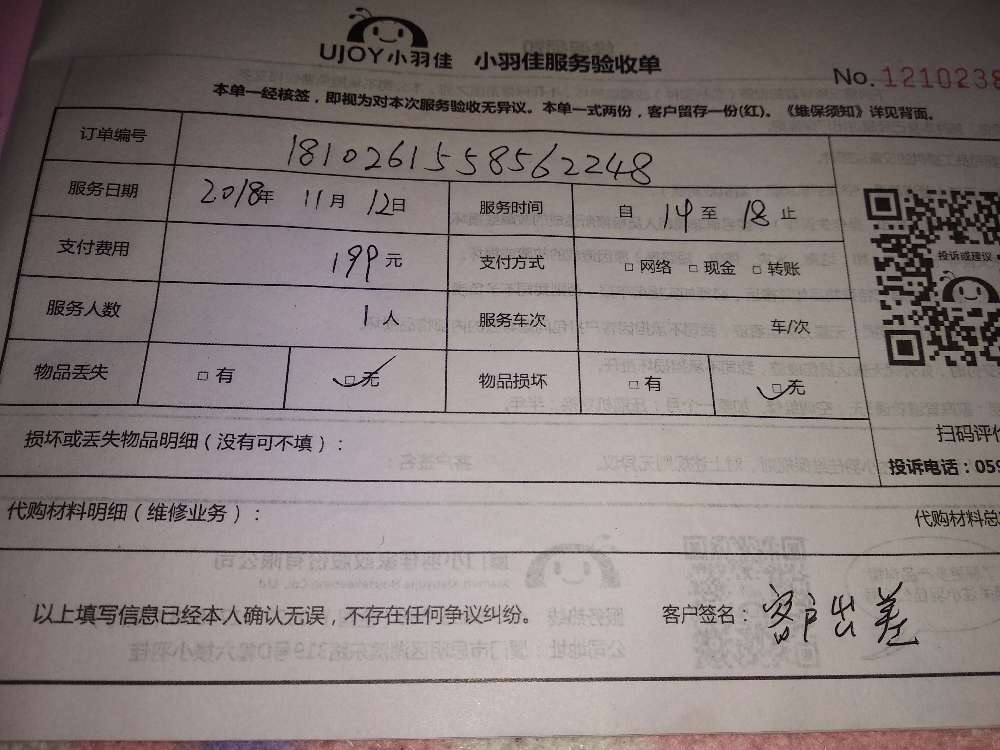 UJOY小羽佳 小羽佳服务验收单
No. 1210238
本单一经核签，即视为对本次服务验收无异议。本单一式两份，客户留存一份(红)。《维保须知》详见背面。
订单编号 1810261558562248
服务日期 2018年 11月 12日 服务时间 自 14 至 18 止
支付费用 199元 支付方式 □ 网络 □ 现金 □ 转账
投诉或建议
服务人数 1人 服务车次 车/次
物品丢失 □ 有 □ 无 物品损坏 □ 有 □ 无
损坏或丢失物品明细（没有可不填）：
扫码评价
投诉电话：059
代购材料明细（维修业务）：
代购材料总
以上填写信息已经本人确认无误，不存在任何争议纠纷。 客户签名：客户出差